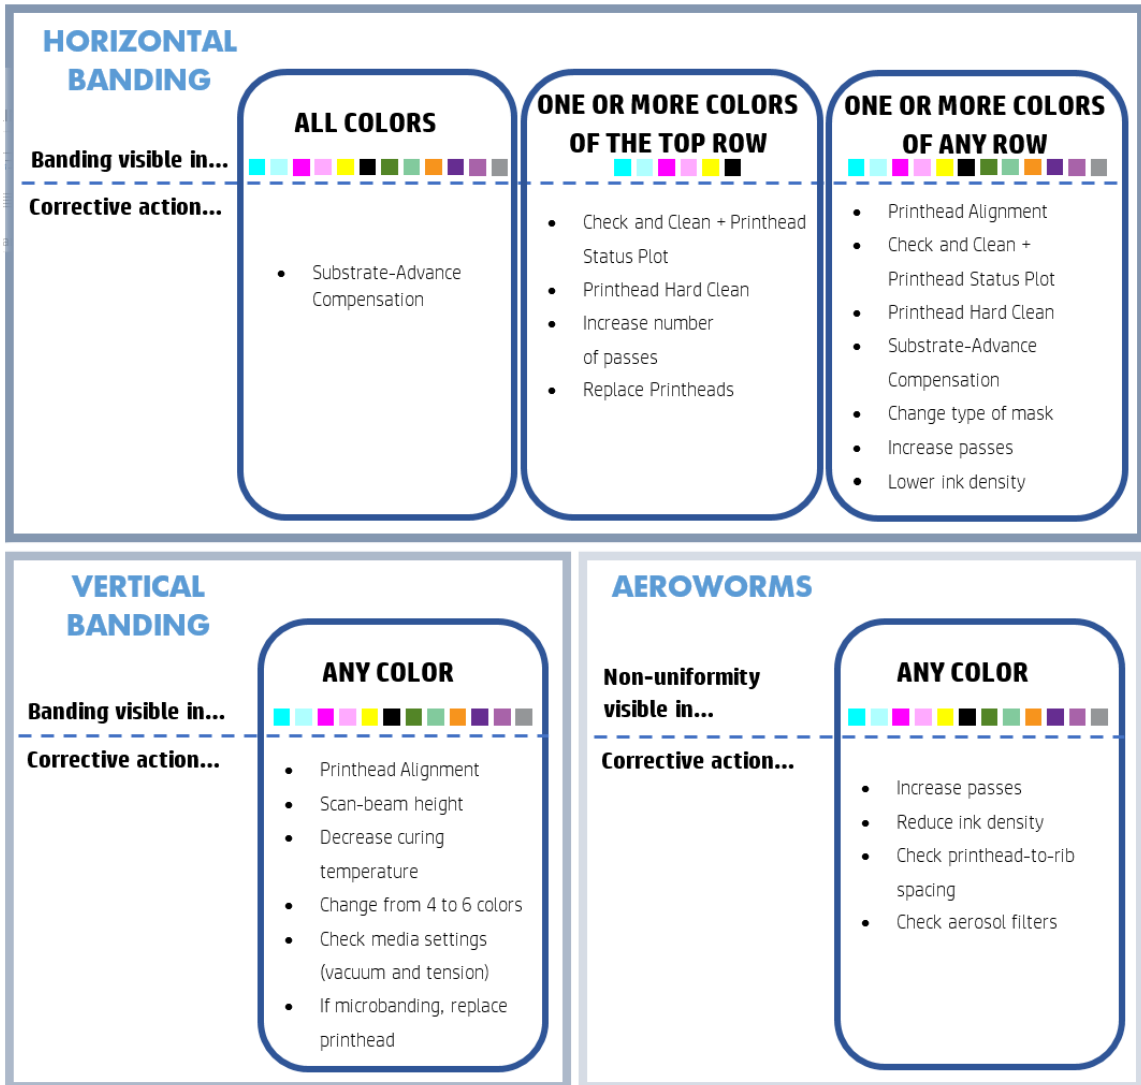 HORIZONTAL
BANDING
Banding visible in...
Corrective action...
ALL COLORS
• Substrate-Advance
Compensation
ONE OR MORE COLORS
OF THE TOP ROW
• Check and Clean + Printhead
Status Plot
• Printhead Hard Clean
• Increase number
of passes
• Replace Printheads
ONE OR MORE COLORS
OF ANY ROW
• Printhead Alignment
• Check and Clean +
Printhead Status Plot
• Printhead Hard Clean
• Substrate-Advance
Compensation
• Change type of mask
• Increase passes
• Lower ink density
VERTICAL
BANDING
Banding visible in...
Corrective action...
ANY COLOR
• Printhead Alignment
• Scan-beam height
• Decrease curing
temperature
• Change from 4 to 6 colors
• Check media settings
(vacuum and tension)
• If microbanding, replace
printhead
AEROWORMS
Non-uniformity
visible in...
Corrective action...
ANY COLOR
• Increase passes
• Reduce ink density
• Check printhead-to-rib
spacing
• Check aerosol filters